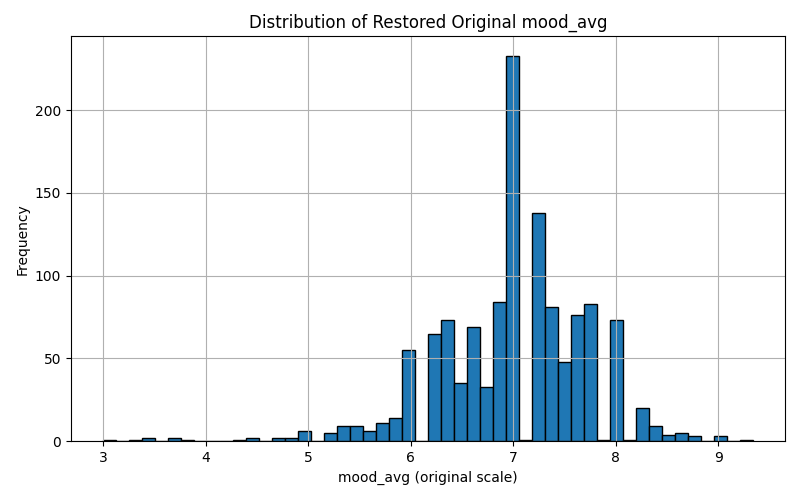 Distribution of Restored Original mood_avg
Frequency
200
150
100
50
0
3 4 5 6 7 8 9
mood_avg (original scale)